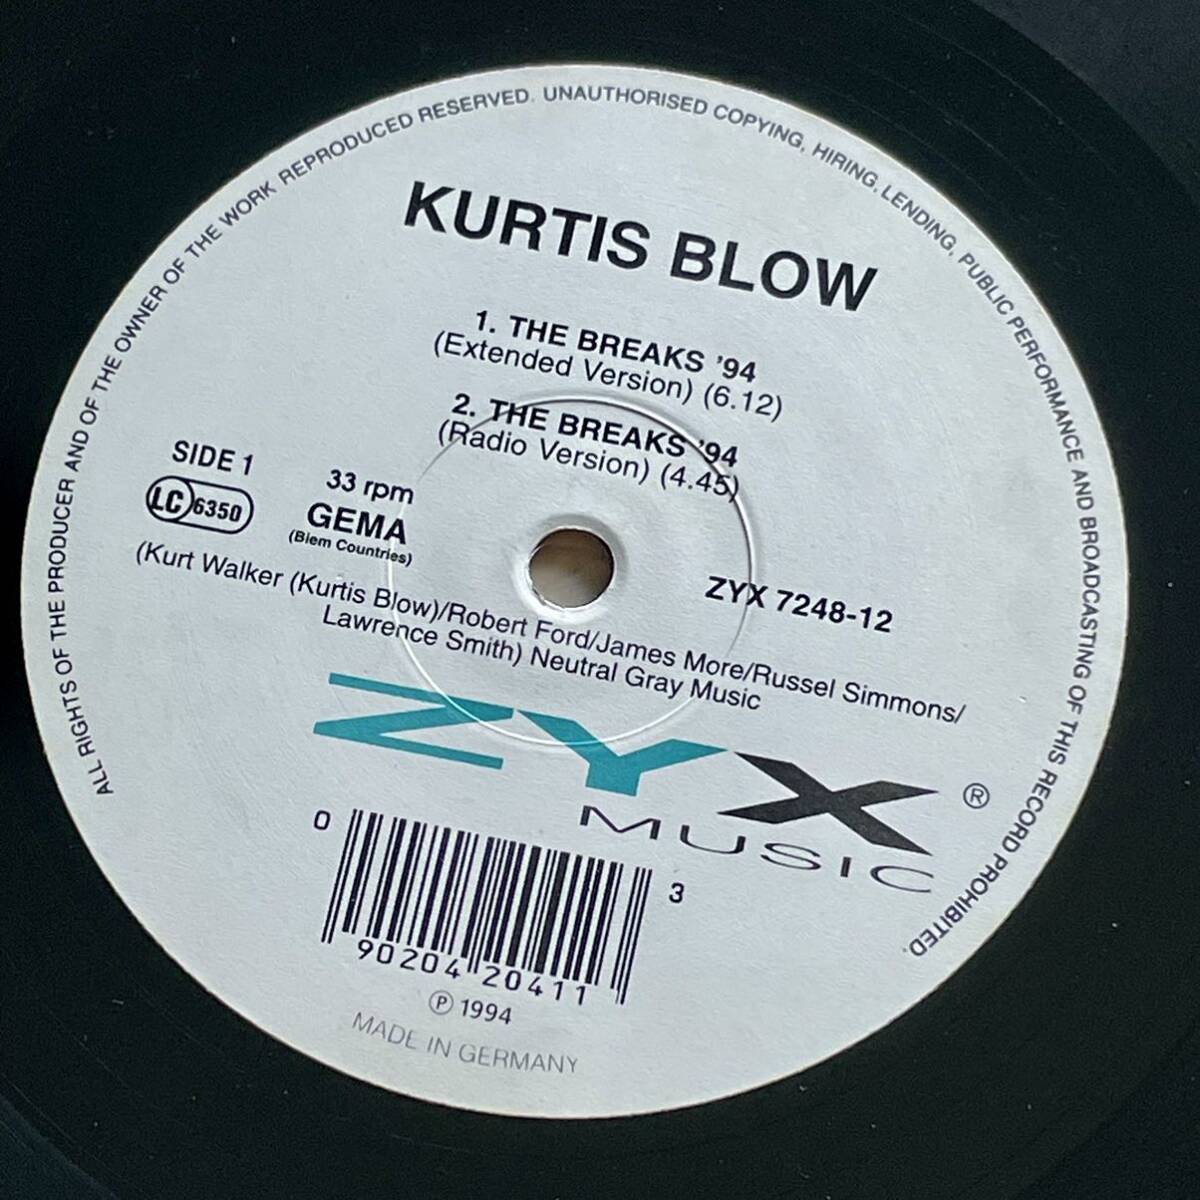 ALL RIGHTS OF THE PRODUCER AND OF THE OWNER OF THE WORK REPRODUCED RESERVED. UNAUTHORISED COPYING, HIRING, LENDING, PUBLIC PERFORMANCE AND BROADCASTING OF THIS RECORD PROHIBITED.
KURTIS BLOW
1. THE BREAKS '94
(Extended Version) (6.12)
2. THE BREAKS '94
(Radio Version) (4.45)
SIDE 1
LC 6350
33 rpm
GEMA
(Biem Countries)
ZYX 7248-12
(Kurt Walker (Kurtis Blow)/Robert Ford/James More/Russel Simmons/
Lawrence Smith) Neutral Gray Music
ZYX ®
MUSIC
0 90204 20411 3
℗ 1994
MADE IN GERMANY